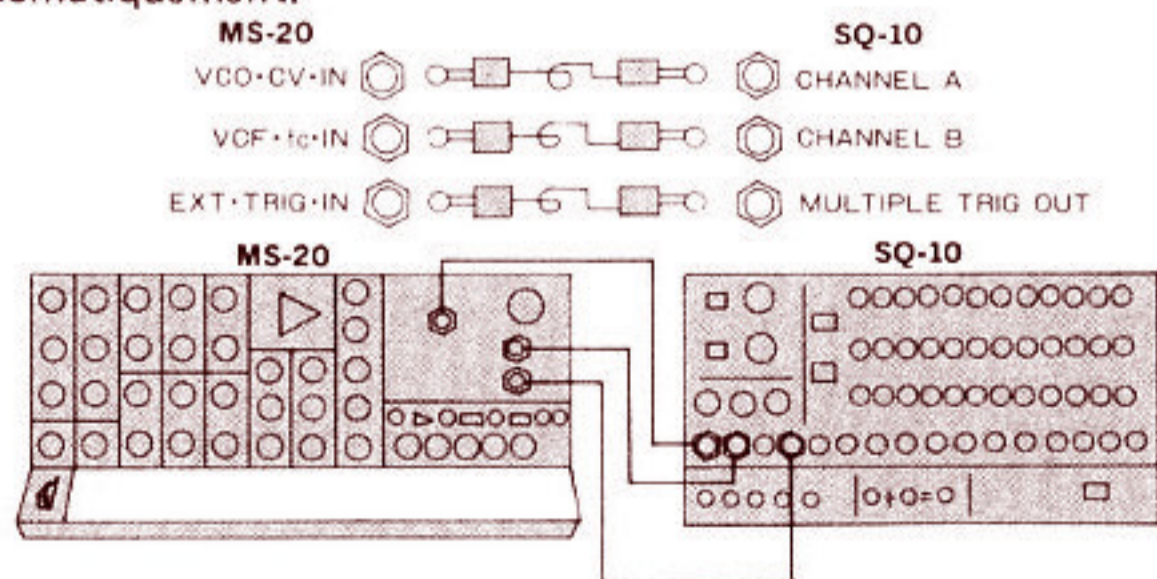 MS-20 SQ-10
VCO·CV·IN CHANNEL A
VCF·fc·IN CHANNEL B
EXT·TRIG·IN MULTIPLE TRIG OUT
MS-20 SQ-10